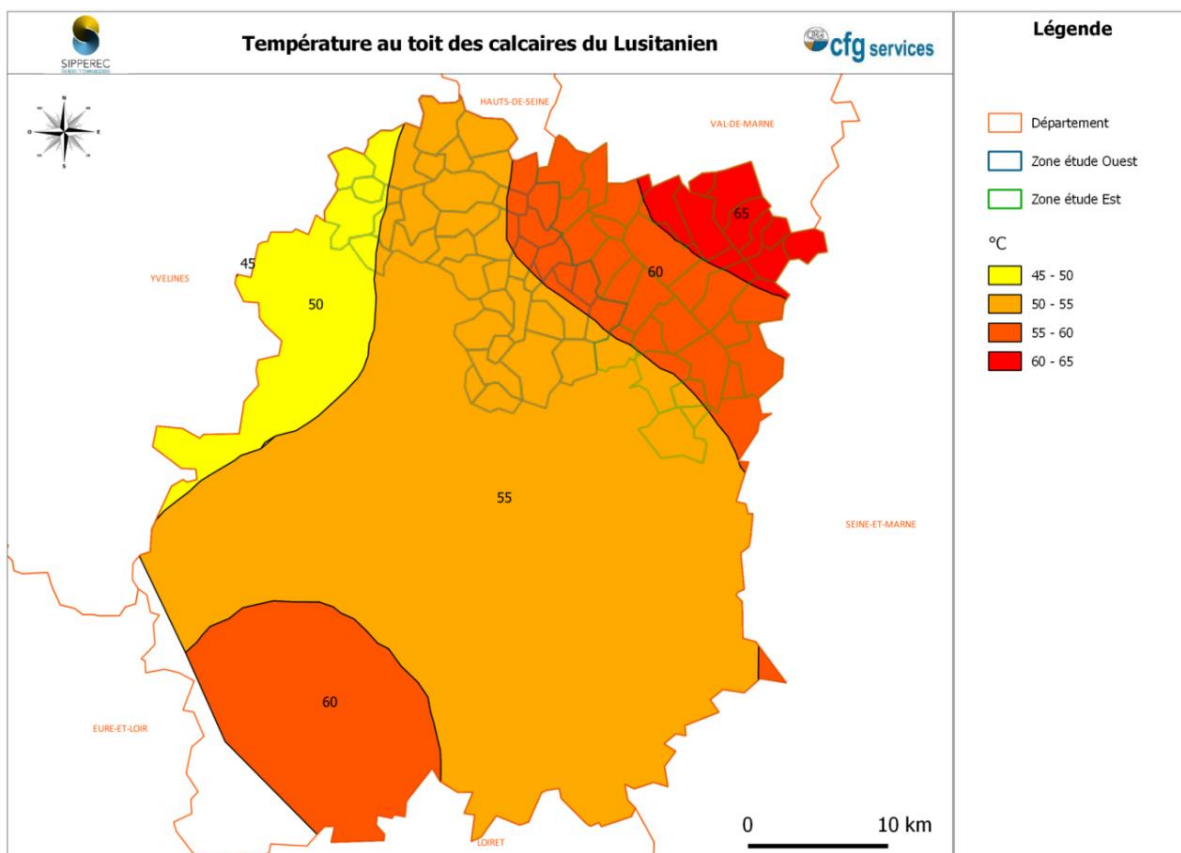 SIPPEREC
Température au toit des calcaires du Lusitanien
CFG
cfg services
Légende
N
O
E
S
HAUTS-DE-SEINE
VAL-DE-MARNE
YVELINES
SEINE-ET-MARNE
EURE-ET-LOIR
LOIRET
45
50
65
60
55
60
Département
Zone étude Ouest
Zone étude Est
°C
45 - 50
50 - 55
55 - 60
60 - 65
0
10 km